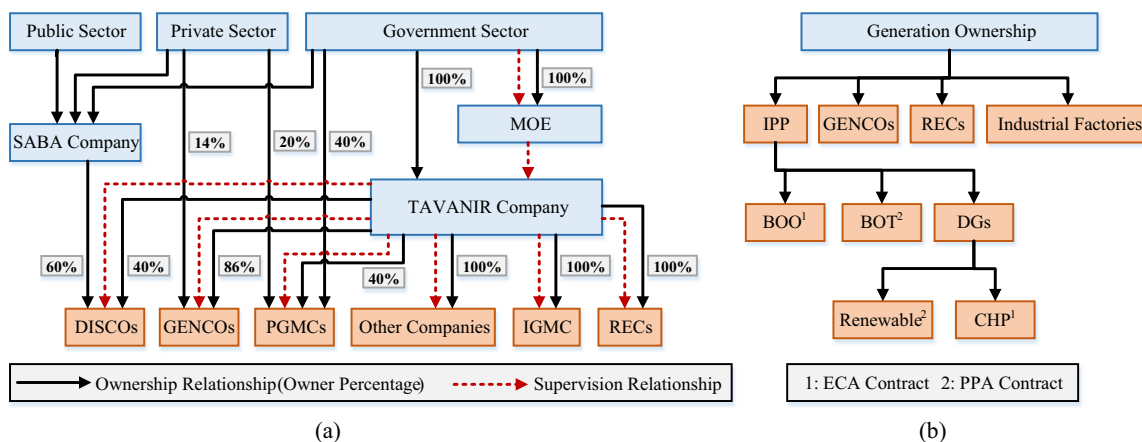 Public Sector
Private Sector
Government Sector
Generation Ownership
100%
100%
SABA Company
14%
20%
40%
MOE
IPP
GENCOs
RECs
Industrial Factories
TAVANIR Company
BOO¹
BOT²
DGs
60%
40%
86%
40%
100%
100%
100%
DISCOs
GENCOs
PGMCs
Other Companies
IGMC
RECs
Renewable²
CHP¹
Ownership Relationship(Owner Percentage)
Supervision Relationship
1: ECA Contract 2: PPA Contract
(a)
(b)